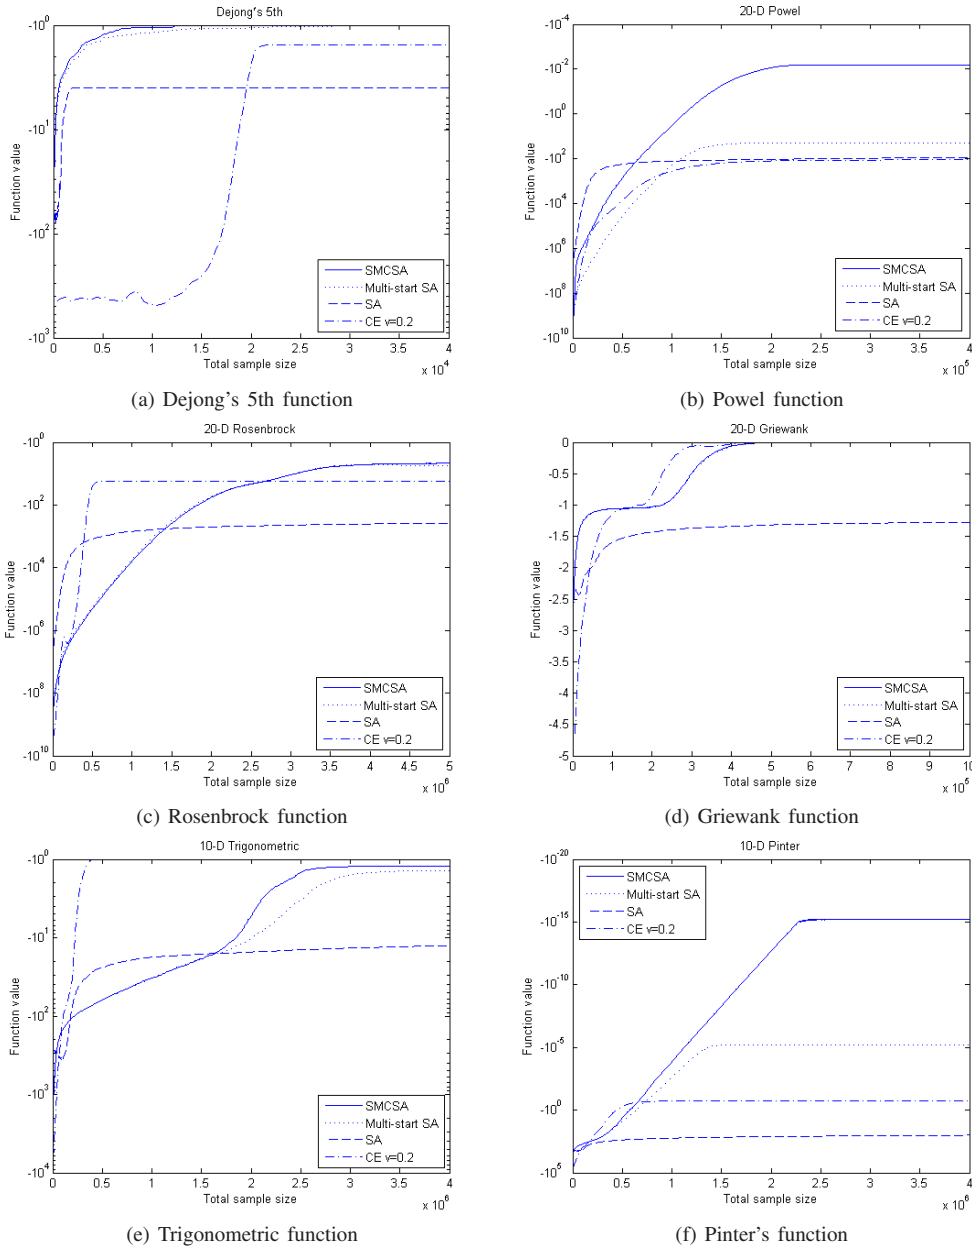 Dejong's 5th
-10^0
-10^1
-10^2
-10^3
Function value
0 0.5 1 1.5 2 2.5 3 3.5 4
Total sample size
x 10^4
SMCSA
Multi-start SA
SA
CE v=0.2
(a) Dejong's 5th function
20-D Powel
-10^-4
-10^-2
-10^0
-10^2
-10^4
-10^6
-10^8
-10^10
Function value
0 0.5 1 1.5 2 2.5 3 3.5 4
Total sample size
x 10^5
SMCSA
Multi-start SA
SA
CE v=0.2
(b) Powel function
20-D Rosenbrock
-10^0
-10^2
-10^4
-10^6
-10^8
-10^10
Function value
0 0.5 1 1.5 2 2.5 3 3.5 4 4.5 5
Total sample size
x 10^6
SMCSA
Multi-start SA
SA
CE v=0.2
(c) Rosenbrock function
20-D Griewank
0
-0.5
-1
-1.5
-2
-2.5
-3
-3.5
-4
-4.5
-5
Function value
0 1 2 3 4 5 6 7 8 9 10
Total sample size
x 10^5
SMCSA
Multi-start SA
SA
CE v=0.2
(d) Griewank function
10-D Trigonometric
-10^0
-10^1
-10^2
-10^3
-10^4
Function value
0 0.5 1 1.5 2 2.5 3 3.5 4
Total sample size
x 10^6
SMCSA
Multi-start SA
SA
CE v=0.2
(e) Trigonometric function
10-D Pinter
-10^-20
-10^-15
-10^-10
-10^-5
-10^0
10^5
Function value
0 0.5 1 1.5 2 2.5 3 3.5 4
Total sample size
x 10^6
SMCSA
Multi-start SA
SA
CE v=0.2
(f) Pinter's function